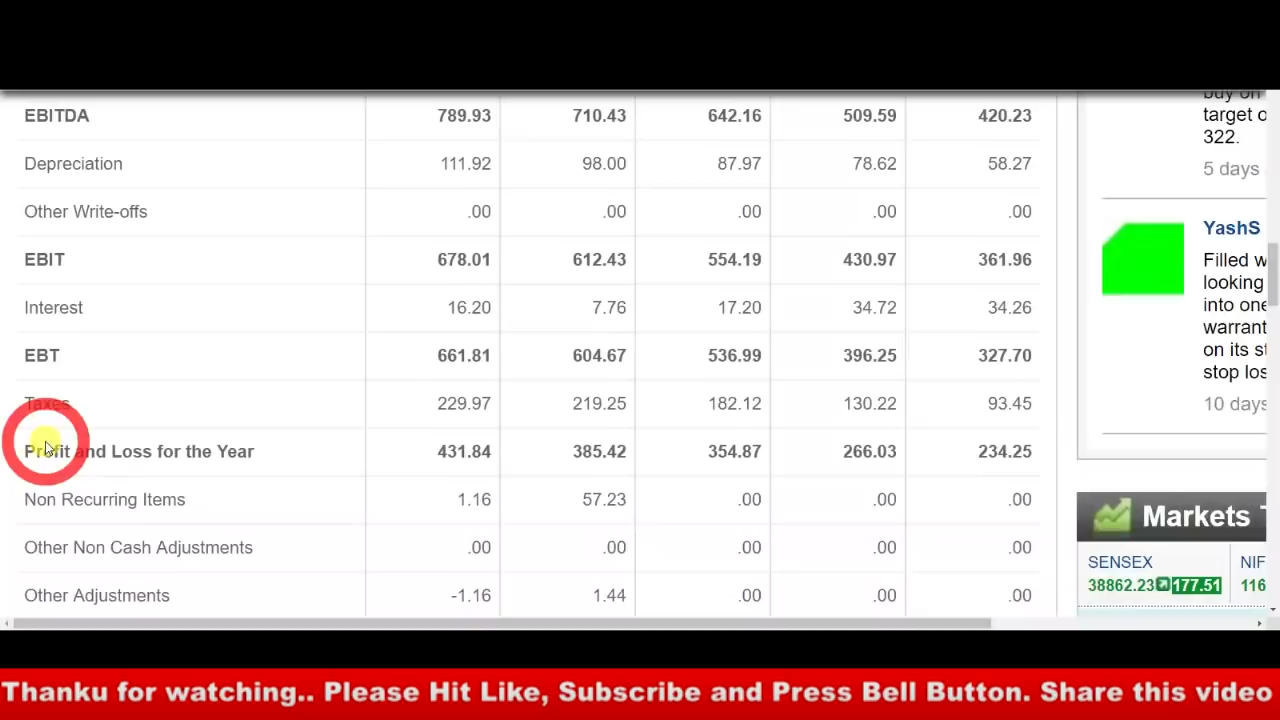 EBITDA 789.93 710.43 642.16 509.59 420.23
Depreciation 111.92 98.00 87.97 78.62 58.27
Other Write-offs .00 .00 .00 .00 .00
EBIT 678.01 612.43 554.19 430.97 361.96
Interest 16.20 7.76 17.20 34.72 34.26
EBT 661.81 604.67 536.99 396.25 327.70
Taxes 229.97 219.25 182.12 130.22 93.45
Profit and Loss for the Year 431.84 385.42 354.87 266.03 234.25
Non Recurring Items 1.16 57.23 .00 .00 .00
Other Non Cash Adjustments .00 .00 .00 .00 .00
Other Adjustments -1.16 1.44 .00 .00 .00
buy on
target o
322.
5 days
YashS
Filled w
looking
into one
warrant
on its st
stop los
10 days
Markets
SENSEX NIF
38862.23 177.51 116
Thanku for watching.. Please Hit Like, Subscribe and Press Bell Button. Share this video